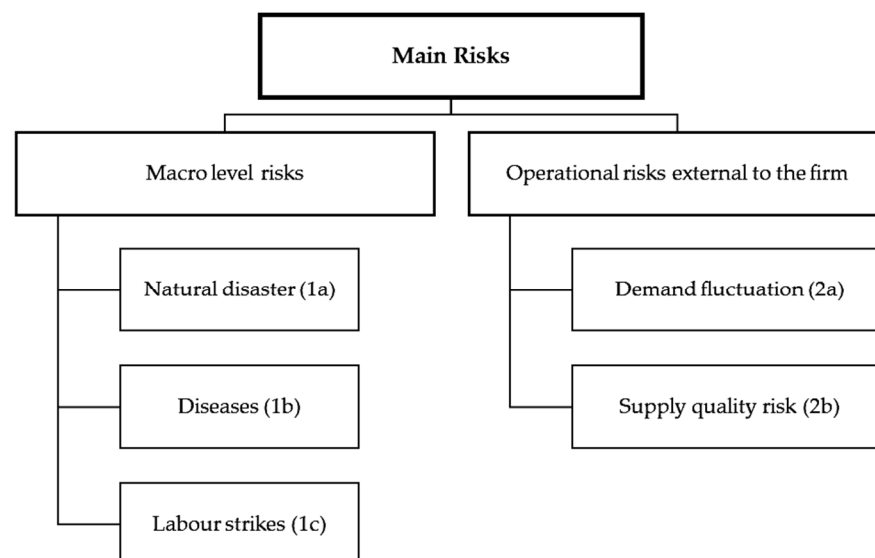 Main Risks
Macro level risks
Operational risks external to the firm
Natural disaster (1a)
Demand fluctuation (2a)
Diseases (1b)
Supply quality risk (2b)
Labour strikes (1c)